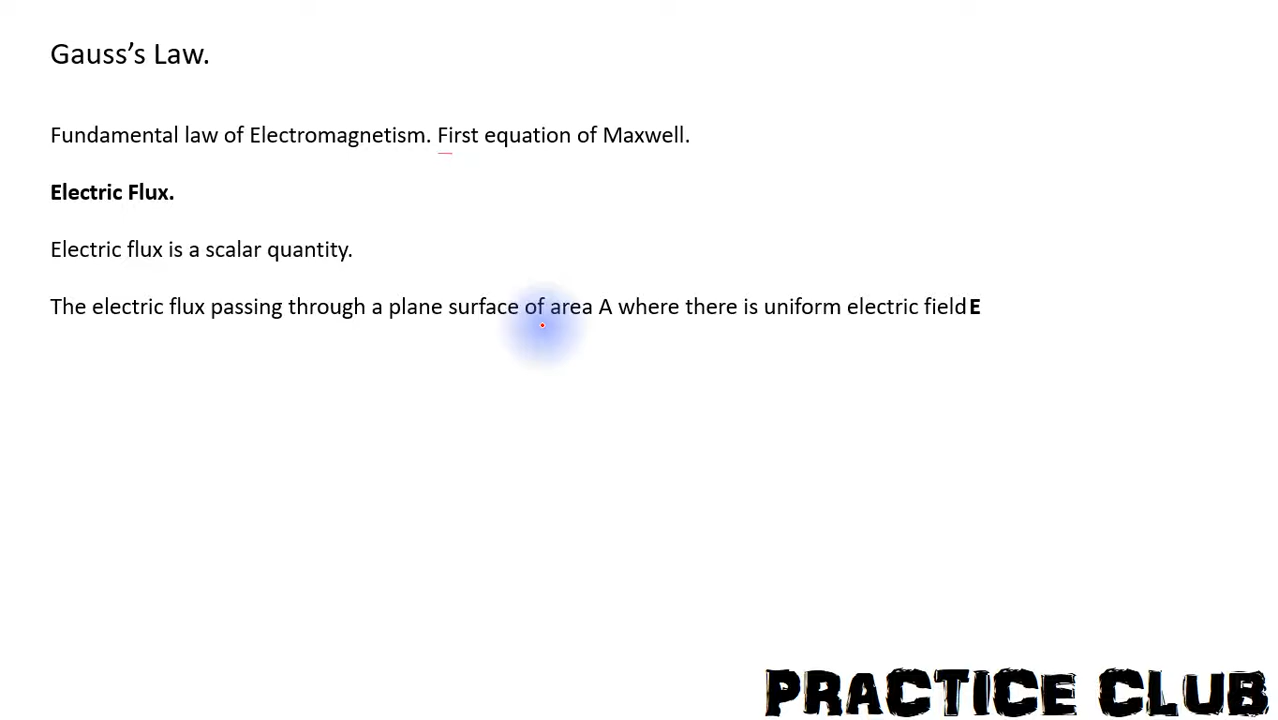 Gauss’s Law.
Fundamental law of Electromagnetism. First equation of Maxwell.
Electric Flux.
Electric flux is a scalar quantity.
The electric flux passing through a plane surface of area A where there is uniform electric field E
PRACTICE CLUB